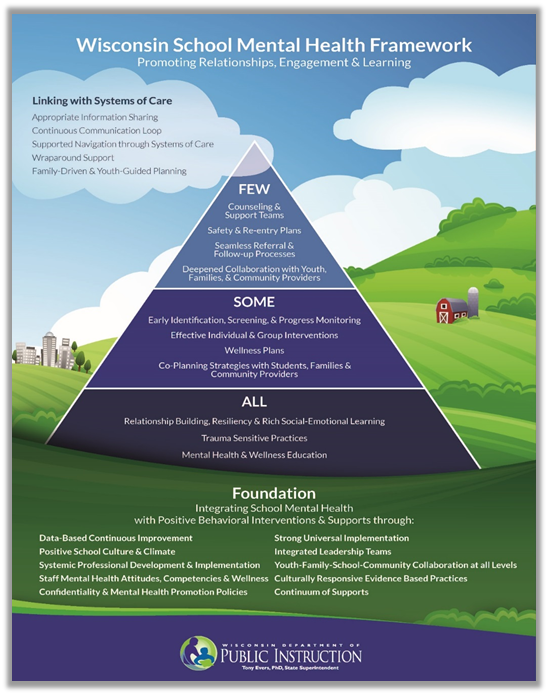 Wisconsin School Mental Health Framework
Promoting Relationships, Engagement & Learning
Linking with Systems of Care
Appropriate Information Sharing
Continuous Communication Loop
Supported Navigation through Systems of Care
Wraparound Support
Family-Driven & Youth-Guided Planning
FEW
Counseling &
Support Teams
Safety & Re-entry Plans
Seamless Referral &
Follow-up Processes
Deepened Collaboration with Youth,
Families, & Community Providers
SOME
Early Identification, Screening, & Progress Monitoring
Effective Individual & Group Interventions
Wellness Plans
Co-Planning Strategies with Students, Families &
Community Providers
ALL
Relationship Building, Resiliency & Rich Social-Emotional Learning
Trauma Sensitive Practices
Mental Health & Wellness Education
Foundation
Integrating School Mental Health
with Positive Behavioral Interventions & Supports through:
Data-Based Continuous Improvement
Positive School Culture & Climate
Systemic Professional Development & Implementation
Staff Mental Health Attitudes, Competencies & Wellness
Confidentiality & Mental Health Promotion Policies
Strong Universal Implementation
Integrated Leadership Teams
Youth-Family-School-Community Collaboration at all Levels
Culturally Responsive Evidence Based Practices
Continuum of Supports
WISCONSIN DEPARTMENT OF
PUBLIC INSTRUCTION
Tony Evers, PhD, State Superintendent